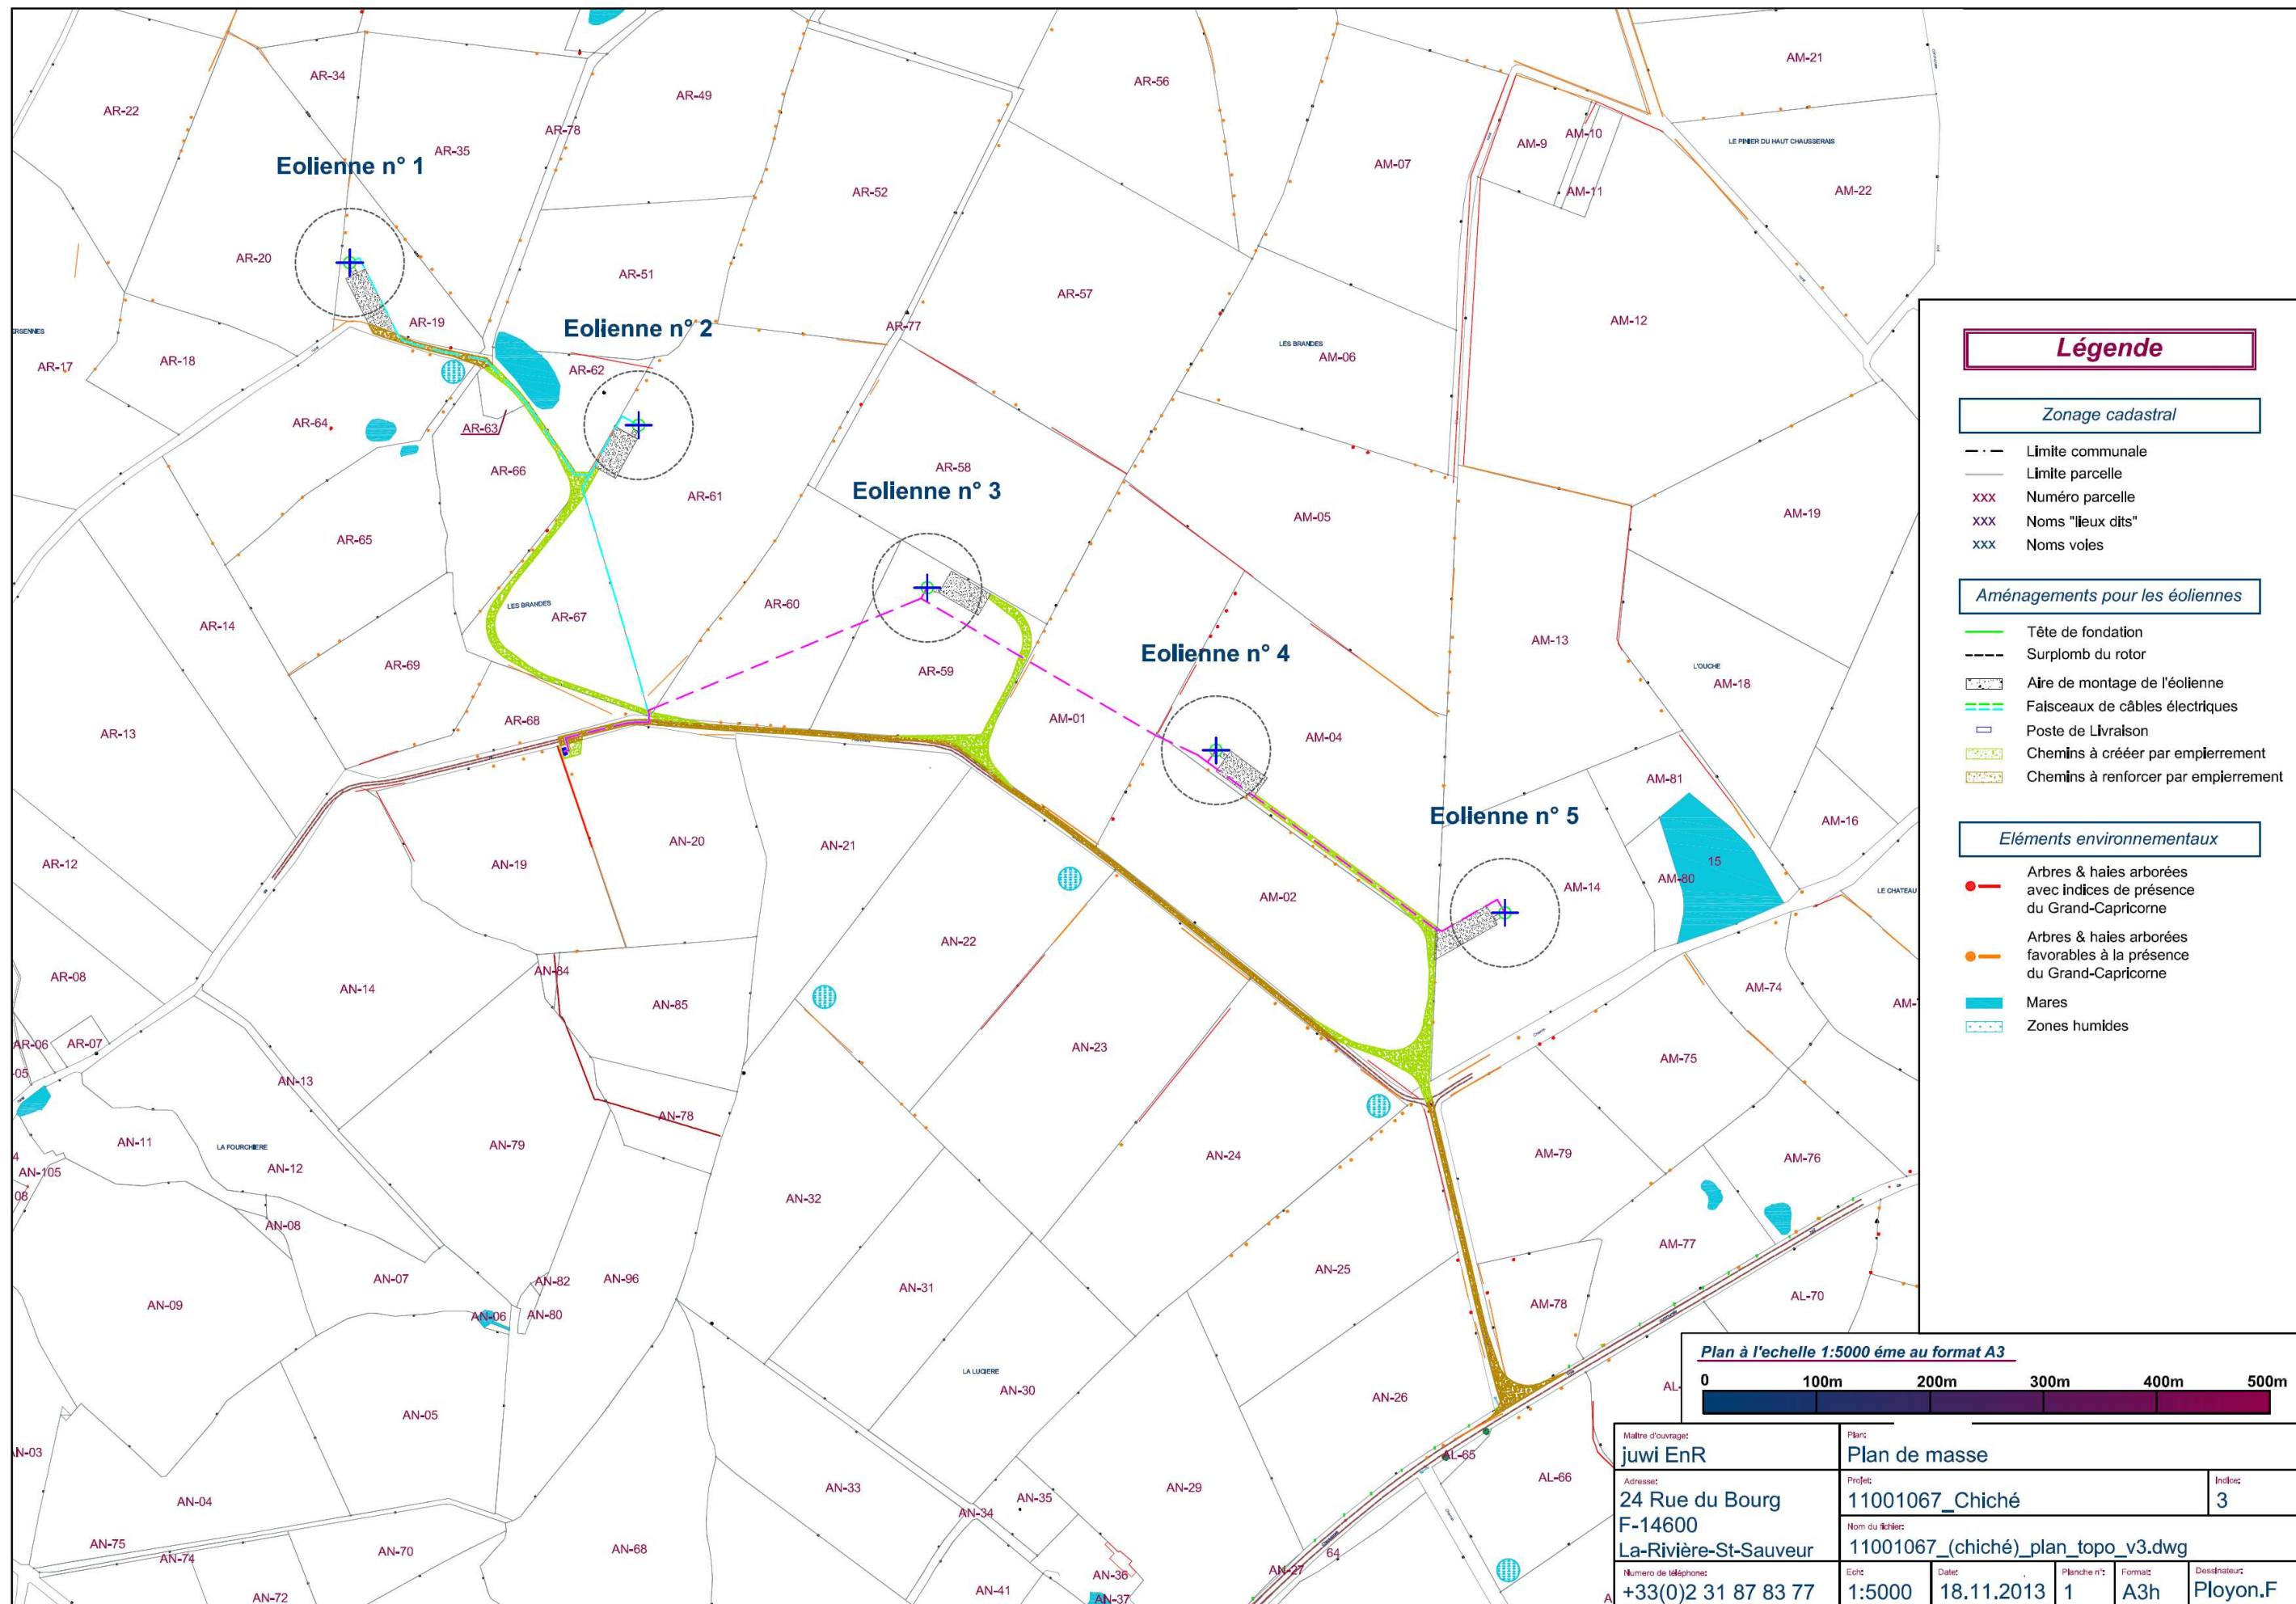 AR-34
AR-22
AR-35
AR-78
AR-49
AR-56
AM-21
AM-9
AM-10
AM-11
AM-07
LE PINIER DU HAUT CHAUSSERAIS
AM-22
Eolienne n° 1
AR-52
AR-20
AR-51
AR-57
AR-19
Eolienne n° 2
AR-77
AM-12
LES BRANDES
AM-06
AR-17
AR-18
AR-62
AR-64
AR-63
AR-66
AR-61
AR-58
Eolienne n° 3
AM-05
AM-19
AR-65
LES BRANDES
AR-67
AR-60
AR-14
AR-69
AR-59
AM-13
Eolienne n° 4
L'OUCHE
AM-18
AR-68
AM-01
AM-04
AR-13
AM-81
Eolienne n° 5
AM-16
AR-12
AN-19
AN-20
AN-21
15
AM-80
AM-14
AM-02
LE CHATEAU
AN-22
AR-08
AN-84
AN-14
AN-85
AM-74
AM-
AR-06
AR-07
AN-23
AM-75
AN-13
AN-78
AN-11
LA FOURCHIERE
AN-12
AN-79
AN-105
08
AN-24
AM-79
AM-76
AN-32
AN-08
AM-77
AN-07
AN-82
AN-96
AN-31
AN-25
AN-09
AN-06
AN-80
AM-78
AL-70
LA LUGIERE
AN-30
AN-26
AN-05
AL-65
AL-66
AN-04
AN-33
AN-35
AN-29
AN-34
AN-75
AN-74
AN-70
AN-68
64
AN-27
AN-36
AN-72
AN-41
AN-37
Légende
Zonage cadastral
Limite communale
Limite parcelle
xxx Numéro parcelle
xxx Noms "lieux dits"
xxx Noms voies
Aménagements pour les éoliennes
Tête de fondation
Surplomb du rotor
Aire de montage de l'éolienne
Faisceaux de câbles électriques
Poste de Livraison
Chemins à crééer par empierrement
Chemins à renforcer par empierrement
Eléments environnementaux
Arbres & haies arborées
avec indices de présence
du Grand-Capricorne
Arbres & haies arborées
favorables à la présence
du Grand-Capricorne
Mares
Zones humides
Plan à l'echelle 1:5000 éme au format A3
0 100m 200m 300m 400m 500m
Maître d'ouvrage:
juwi EnR
Plan:
Plan de masse
Adresse:
24 Rue du Bourg
F-14600
La-Rivière-St-Sauveur
Projet:
11001067_Chiché
Indice:
3
Nom du fichier:
11001067_(chiché)_plan_topo_v3.dwg
Numero de téléphone:
+33(0)2 31 87 83 77
Ech:
1:5000
Date:
18.11.2013
Planche n°:
1
Format:
A3h
Dessinateur:
Ployon.F